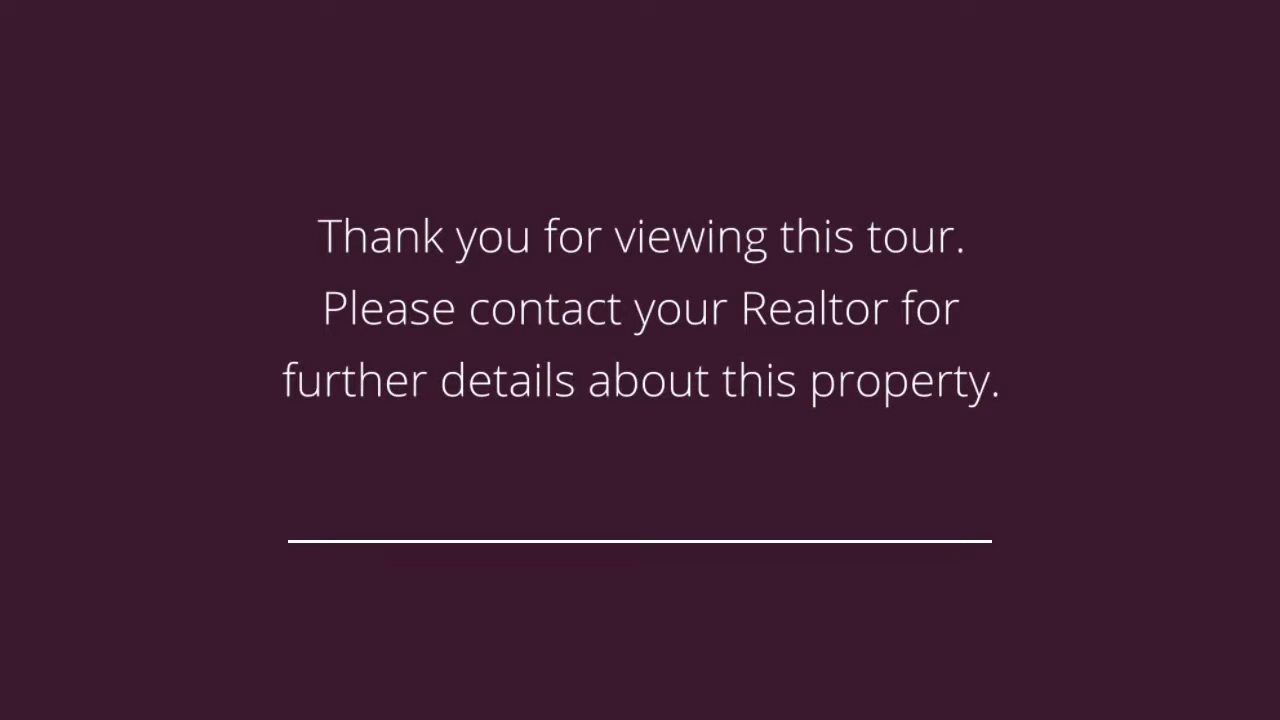 Thank you for viewing this tour.
Please contact your Realtor for
further details about this property.